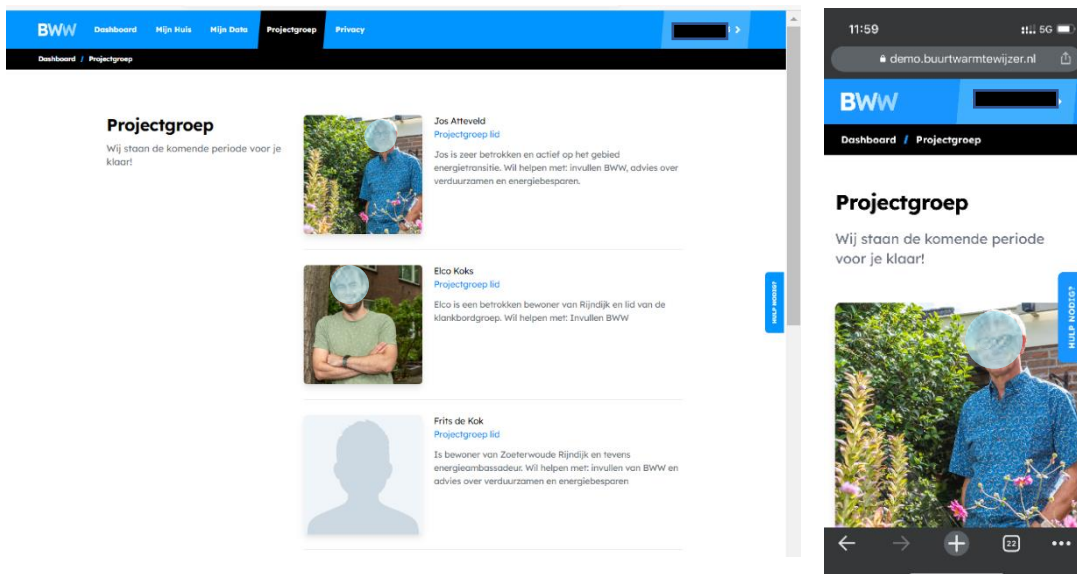 BWW Dashboard Mijn Huis Mijn Data Projectgroep Privacy
Dashboard / Projectgroep
Projectgroep
Wij staan de komende periode voor je
klaar!
Jos Atteveld
Projectgroep lid
Jos is zeer betrokken en actief op het gebied
energietransitie. Wil helpen met: invullen BWW, advies over
verduurzamen en energiebesparen.
Elco Koks
Projectgroep lid
Elco is een betrokken bewoner van Rijndijk en lid van de
klankbordgroep. Wil helpen met: Invullen BWW
Frits de Kok
Projectgroep lid
Is bewoner van Zoeterwoude Rijndijk en tevens
energieambassadeur. Wil helpen met: invullen van BWW en
advies over verduurzamen en energiebesparen
HULP NODIG?
11:59 5G
demo.buurtwarmtewijzer.nl
BWW
Dashboard / Projectgroep
Projectgroep
Wij staan de komende periode
voor je klaar!
HULP NODIG?
22